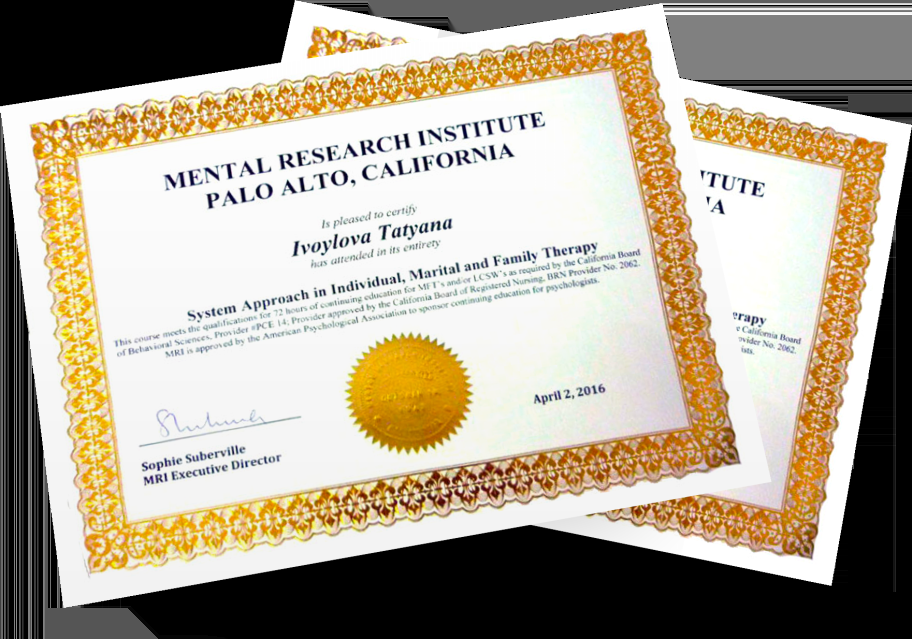 MENTAL RESEARCH INSTITUTE
PALO ALTO, CALIFORNIA
Is pleased to certify
Ivoylova Tatyana
has attended in its entirety
System Approach in Individual, Marital and Family Therapy
This course meets the qualifications for 72 hours of continuing education for MFT's and/or LCSW's as required by the California Board
of Behavioral Sciences, Provider #PCE 14; Provider approved by the California Board of Registered Nursing, BRN Provider No. 2062.
MRI is approved by the American Psychological Association to sponsor continuing education for psychologists.
April 2, 2016
Sophie Suberville
MRI Executive Director
TUTE
IA
erapy
e California Board
ovider No. 2062.
ists.